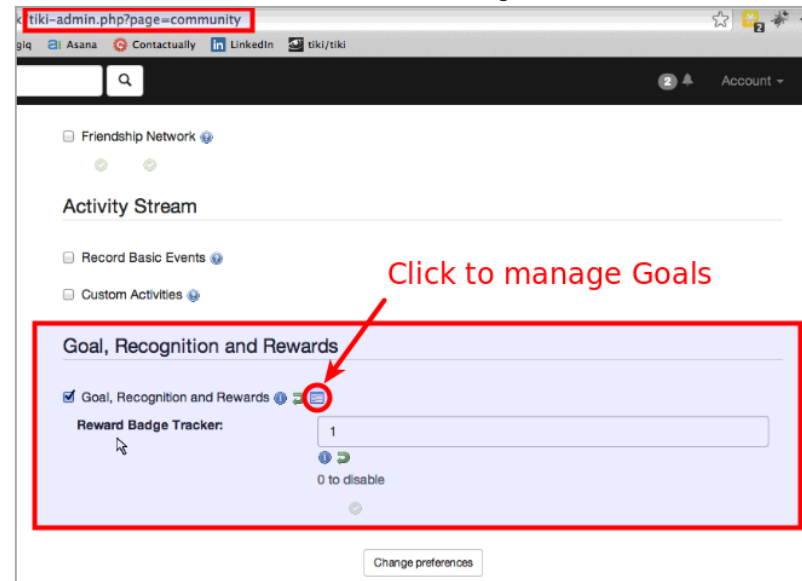 tiki-admin.php?page=community
giq Asana Contactually LinkedIn tiki/tiki
2 Account
Friendship Network
Activity Stream
Record Basic Events
Custom Activities
Click to manage Goals
Goal, Recognition and Rewards
Goal, Recognition and Rewards
Reward Badge Tracker: 1
0 to disable
Change preferences